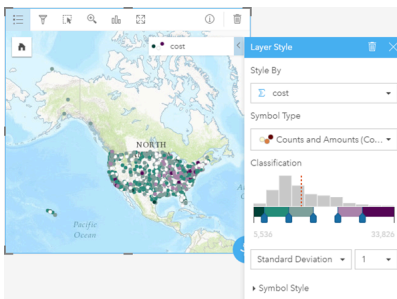 cost
NORTH
Pacific
Ocean
Layer Style
Style By
Σ cost
Symbol Type
Counts and Amounts (Co...
Classification
5,536 33,826
Standard Deviation 1
Symbol Style